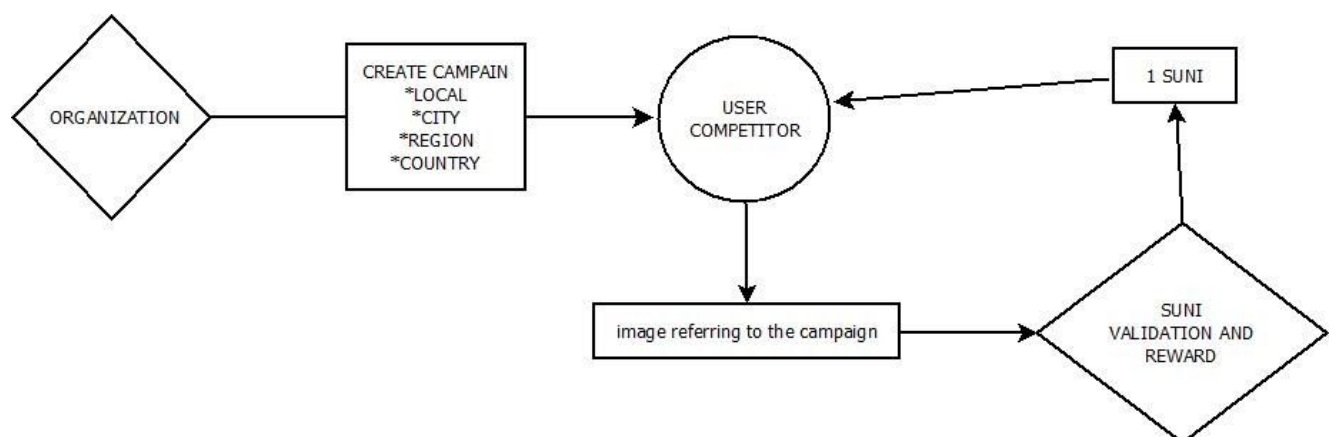 ORGANIZATION
CREATE CAMPAIN
*LOCAL
*CITY
*REGION
*COUNTRY
USER
COMPETITOR
1 SUNI
image referring to the campaign
SUNI
VALIDATION AND
REWARD